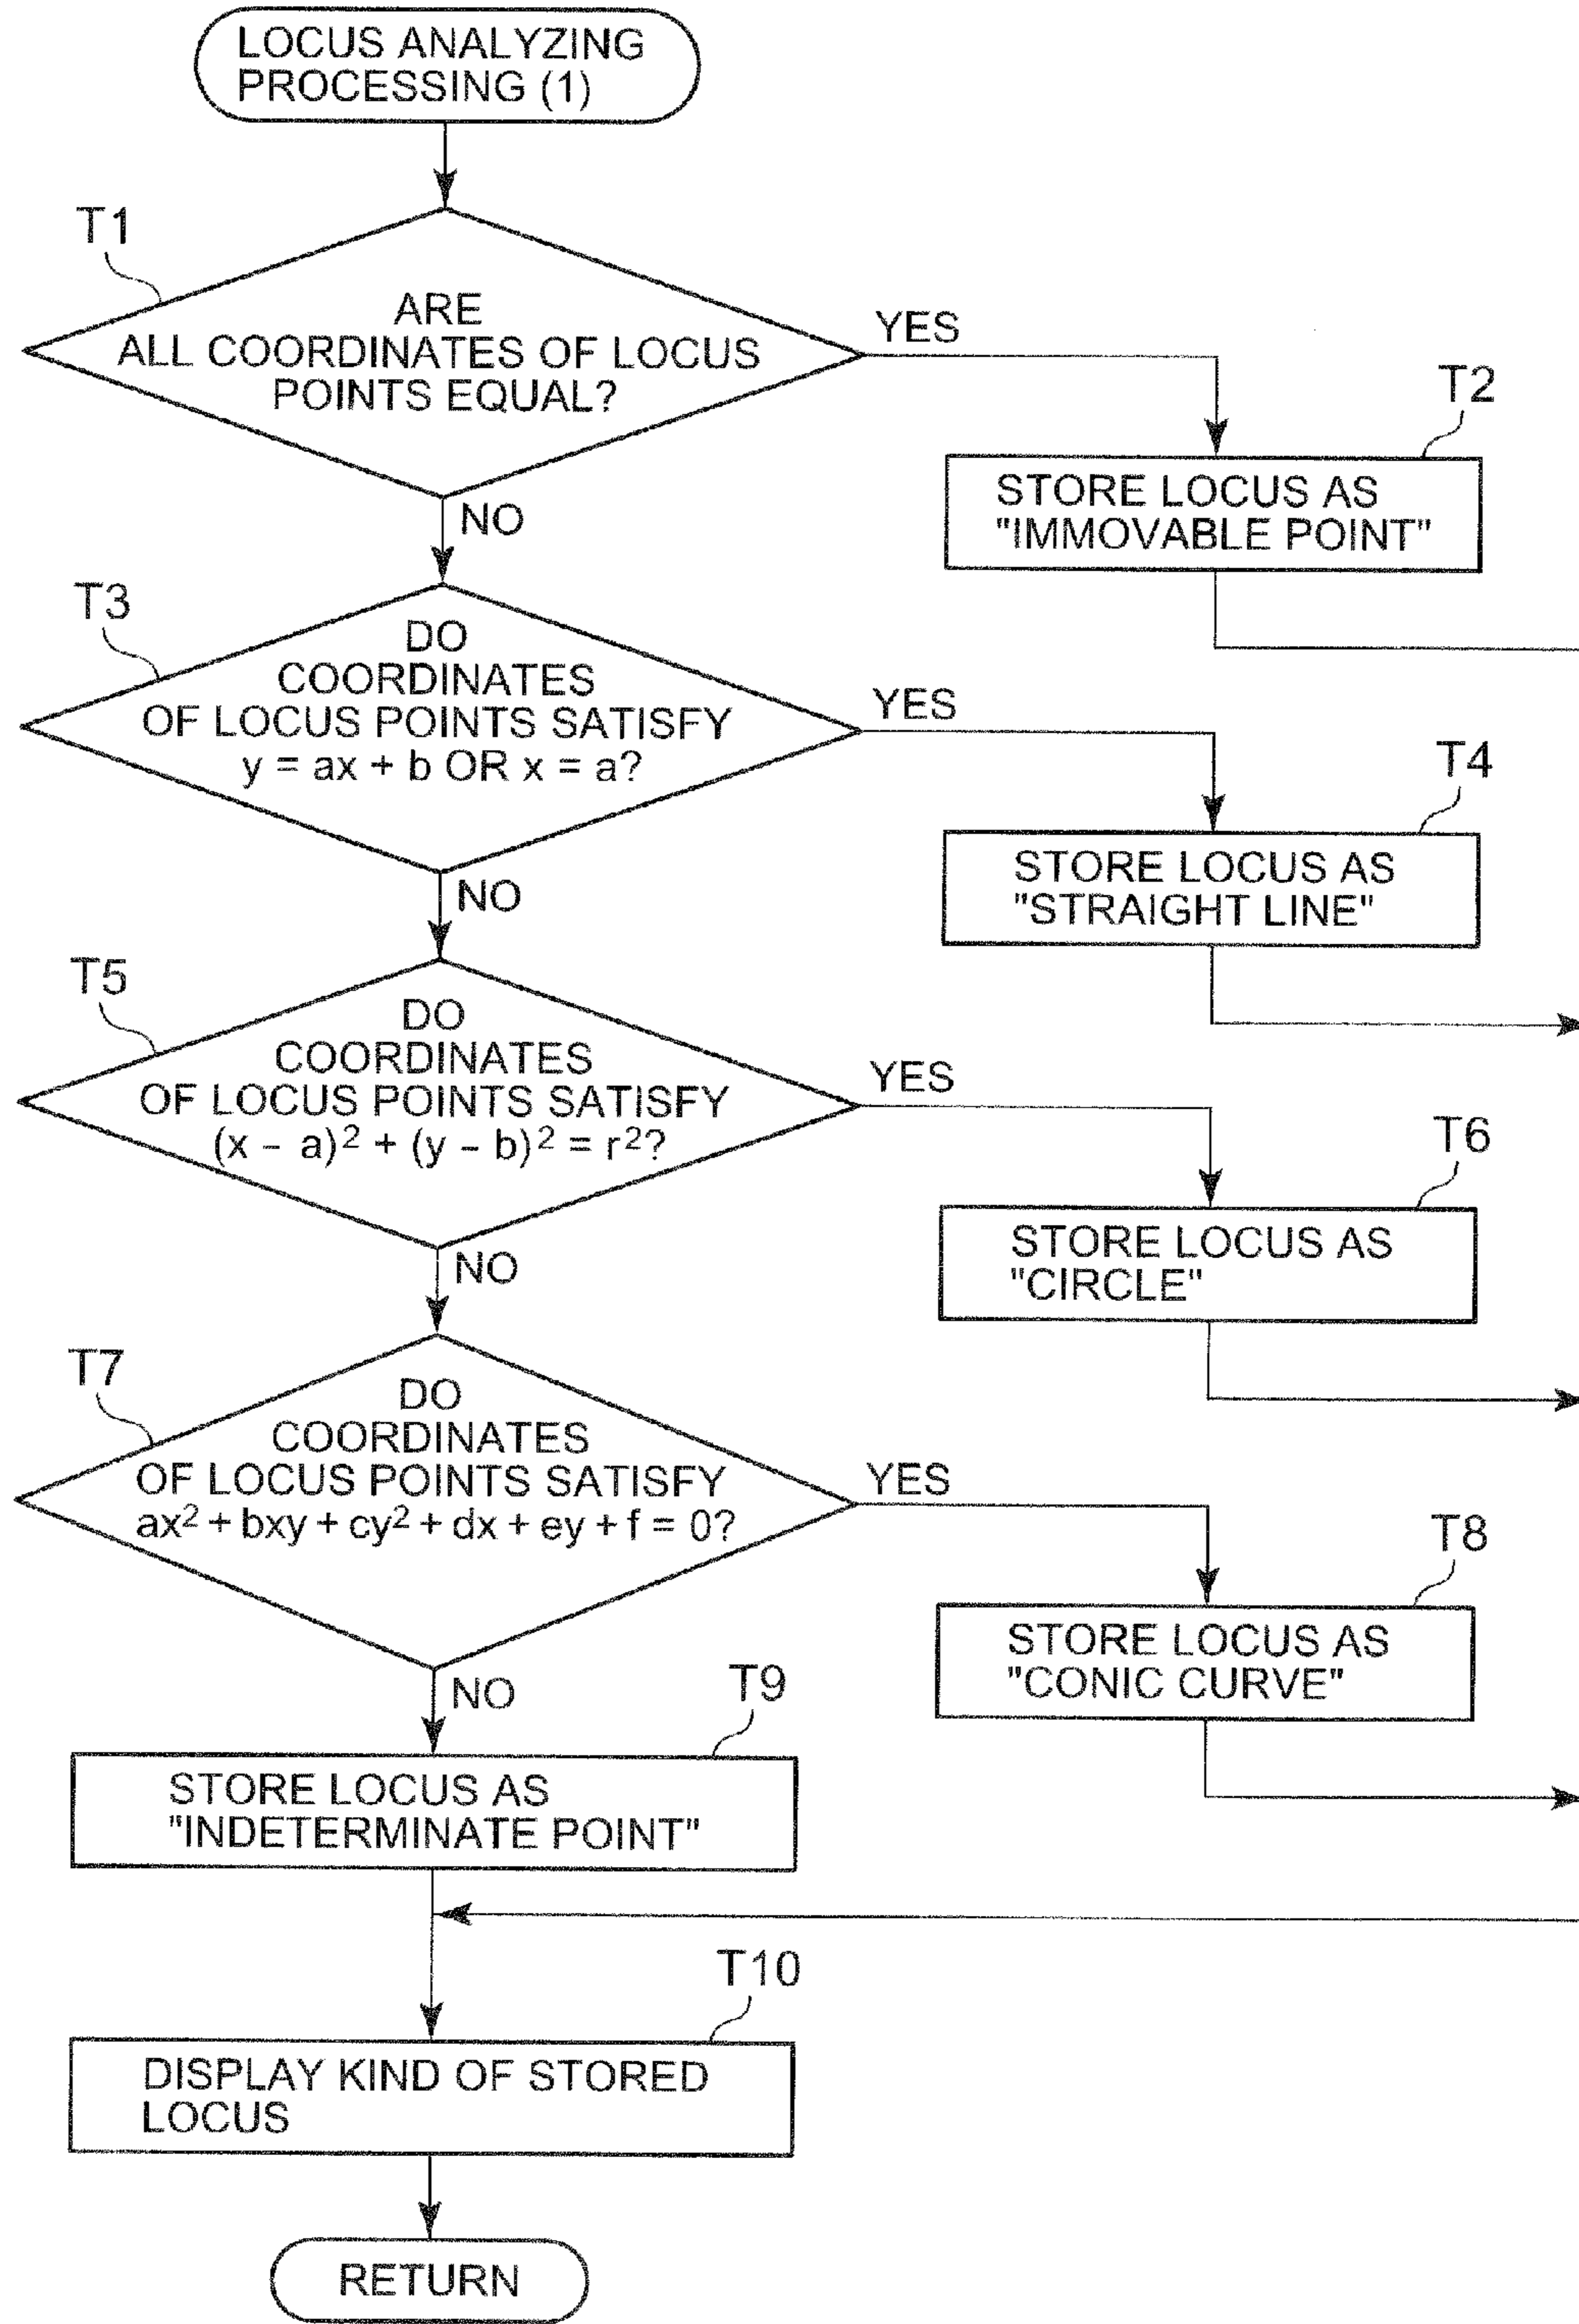 LOCUS ANALYZING
PROCESSING (1)
T1
ARE
ALL COORDINATES OF LOCUS
POINTS EQUAL?
YES
NO
T2
STORE LOCUS AS
"IMMOVABLE POINT"
T3
DO
COORDINATES
OF LOCUS POINTS SATISFY
y = ax + b OR x = a?
YES
NO
T4
STORE LOCUS AS
"STRAIGHT LINE"
T5
DO
COORDINATES
OF LOCUS POINTS SATISFY
(x – a)² + (y – b)² = r²?
YES
NO
T6
STORE LOCUS AS
"CIRCLE"
T7
DO
COORDINATES
OF LOCUS POINTS SATISFY
ax² + bxy + cy² + dx + ey + f = 0?
YES
NO
T8
STORE LOCUS AS
"CONIC CURVE"
T9
STORE LOCUS AS
"INDETERMINATE POINT"
T10
DISPLAY KIND OF STORED
LOCUS
RETURN